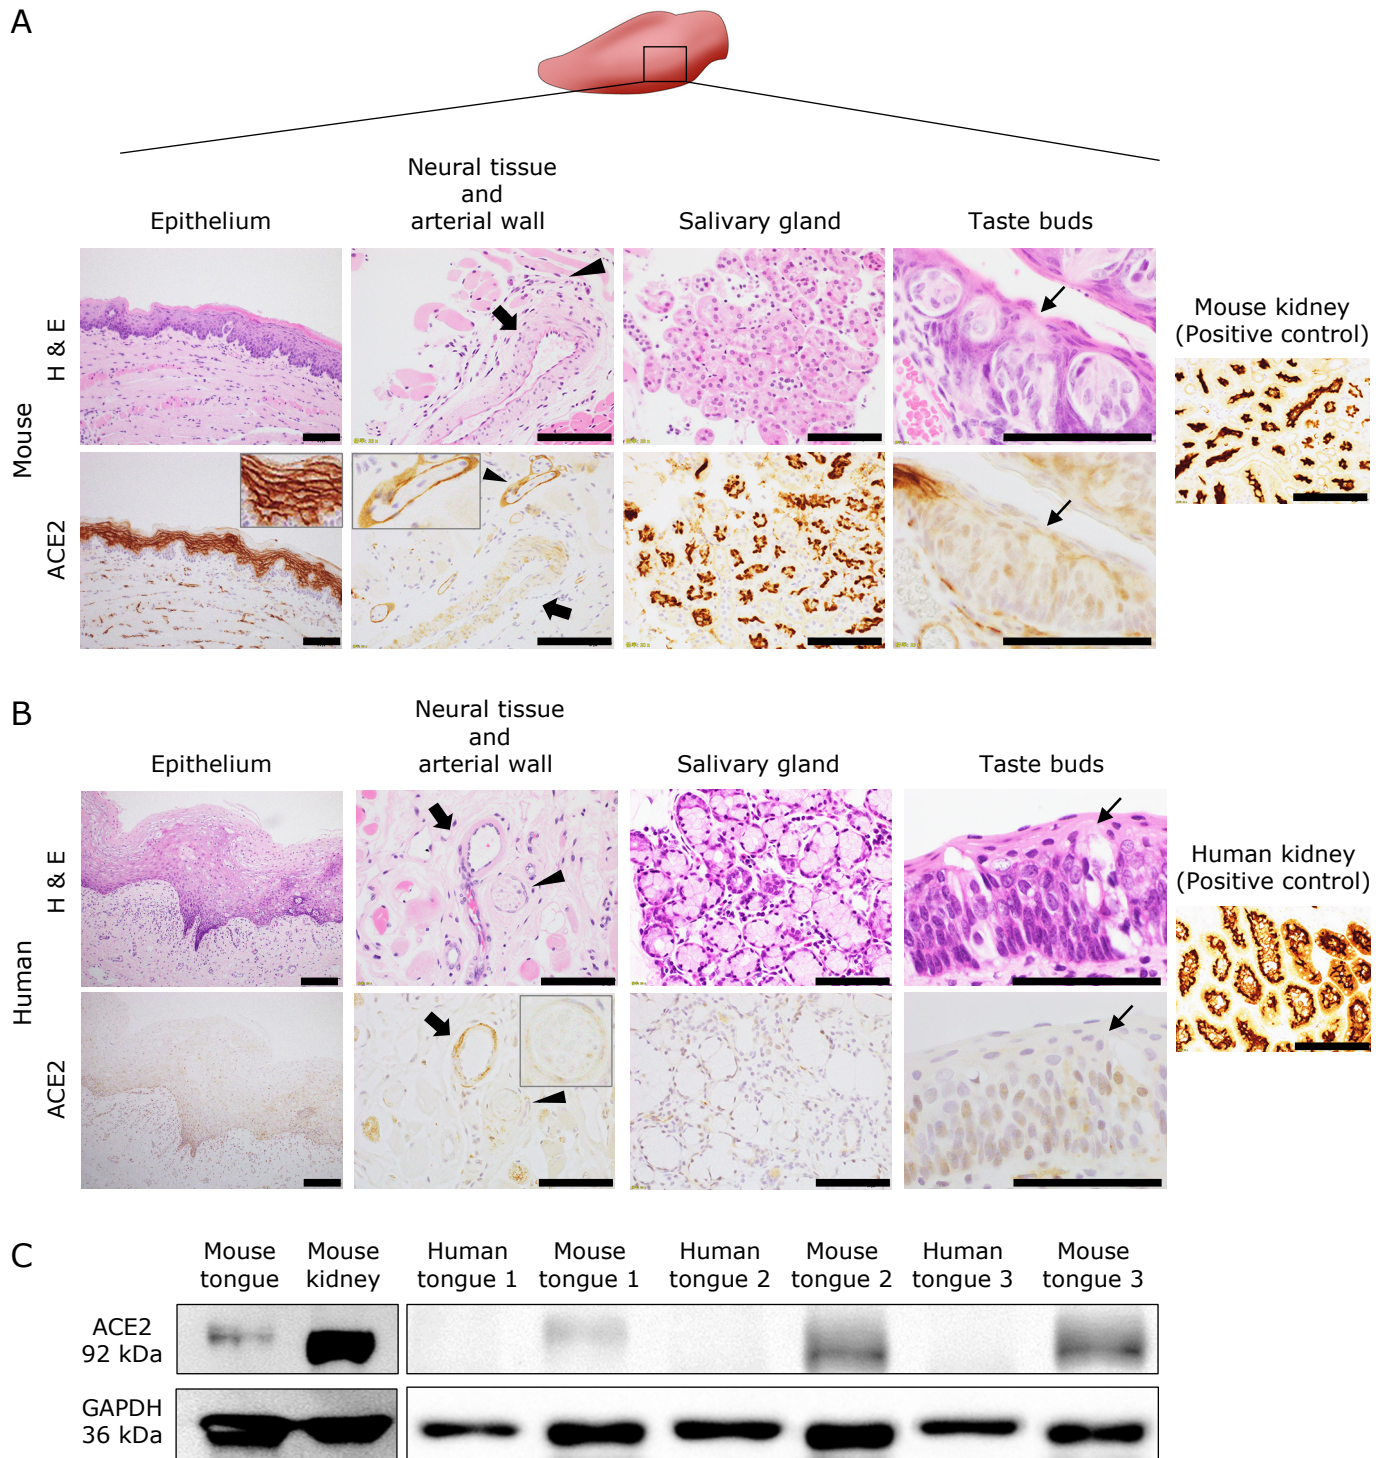 A
Neural tissue
and
arterial wall
Epithelium
Salivary gland
Taste buds
Mouse
H & E
ACE2
Mouse kidney
(Positive control)
B
Neural tissue
and
arterial wall
Epithelium
Salivary gland
Taste buds
Human
H & E
ACE2
Human kidney
(Positive control)
C
Mouse
tongue
Mouse
kidney
Human
tongue 1
Mouse
tongue 1
Human
tongue 2
Mouse
tongue 2
Human
tongue 3
Mouse
tongue 3
ACE2
92 kDa
GAPDH
36 kDa